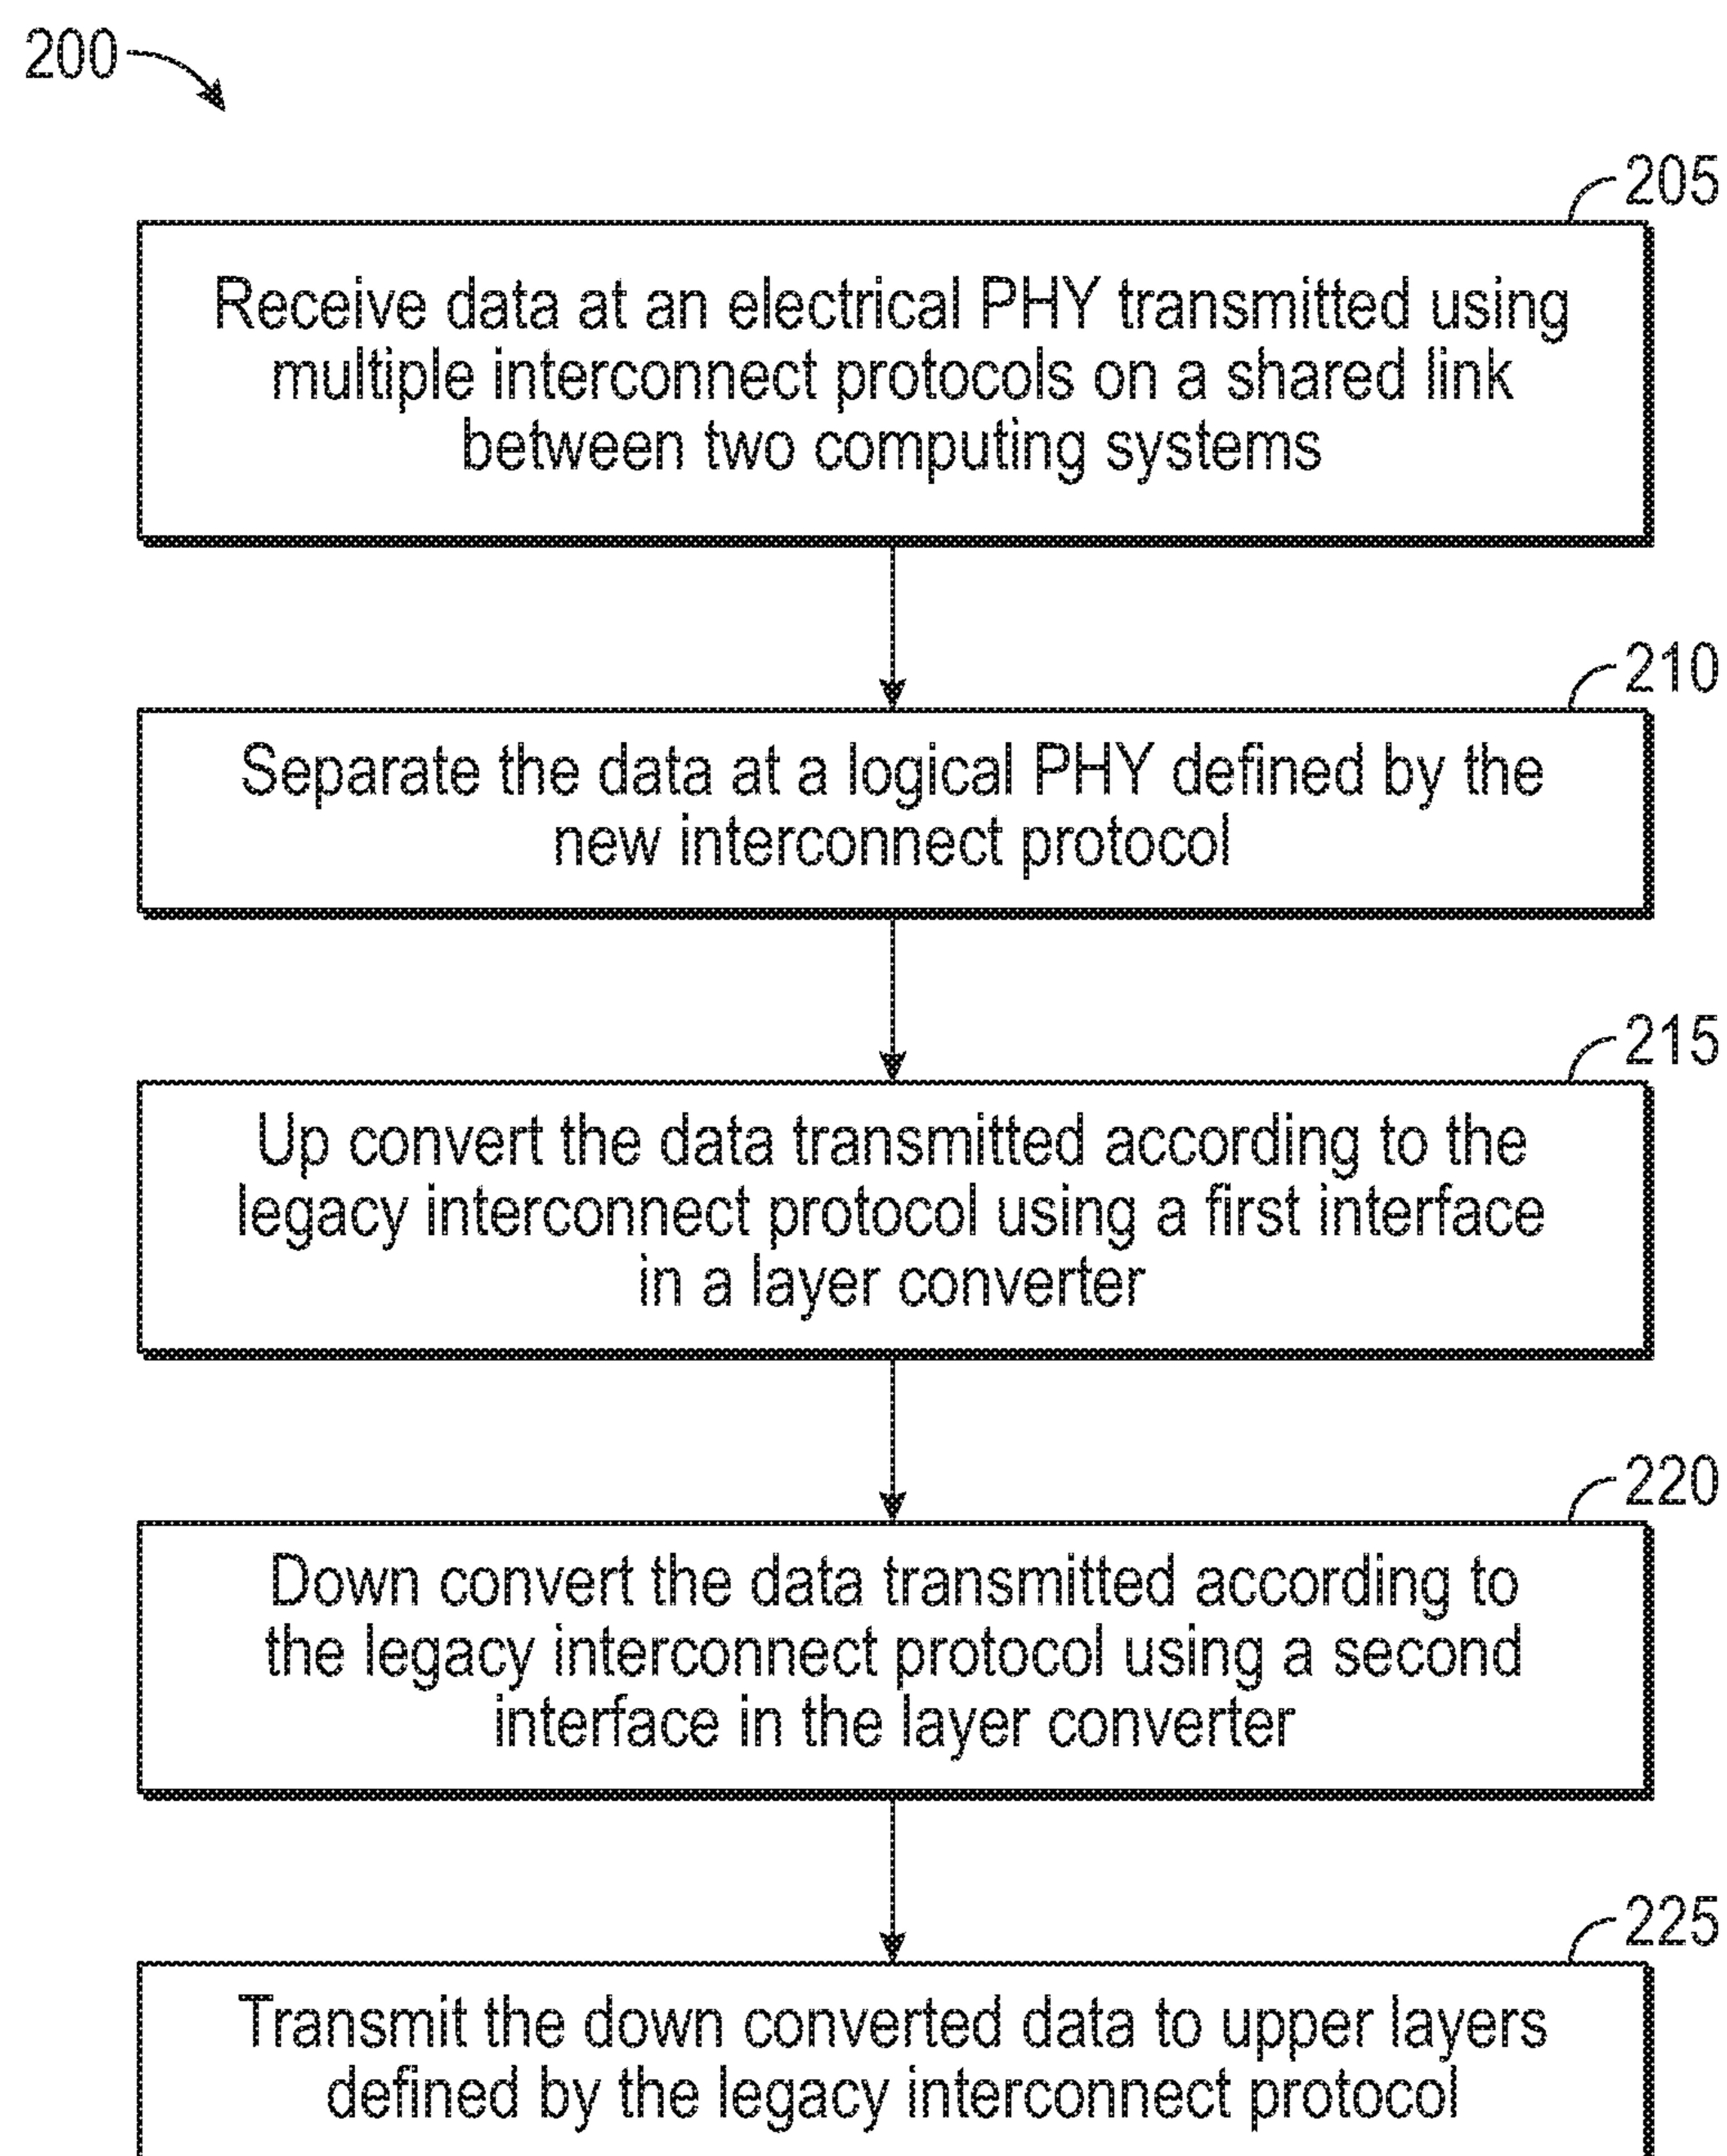 200
205
Receive data at an electrical PHY transmitted using
multiple interconnect protocols on a shared link
between two computing systems
210
Separate the data at a logical PHY defined by the
new interconnect protocol
215
Up convert the data transmitted according to the
legacy interconnect protocol using a first interface
in a layer converter
220
Down convert the data transmitted according to
the legacy interconnect protocol using a second
interface in the layer converter
225
Transmit the down converted data to upper layers
defined by the legacy interconnect protocol